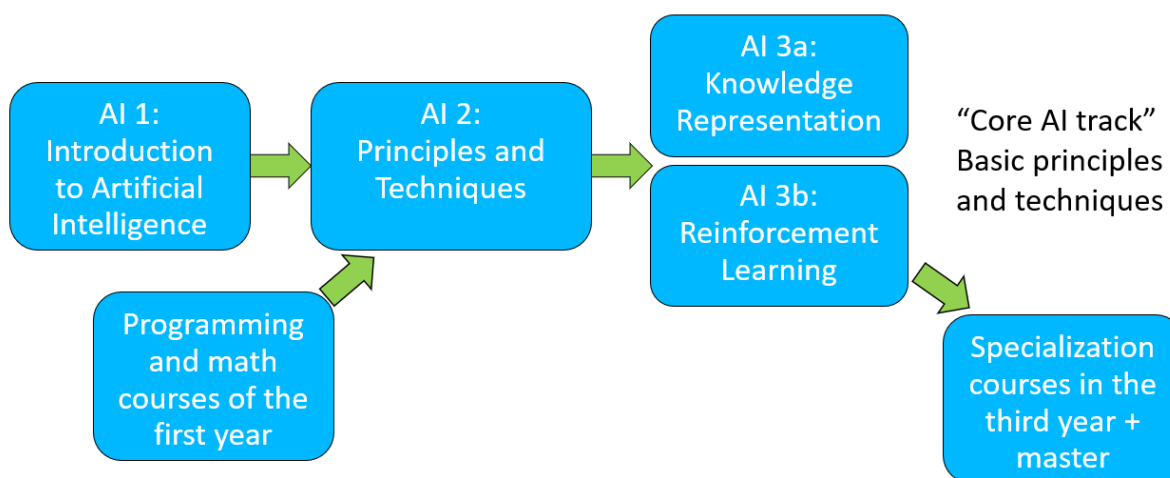 AI 1:
Introduction
to Artificial
Intelligence
AI 2:
Principles and
Techniques
AI 3a:
Knowledge
Representation
AI 3b:
Reinforcement
Learning
“Core AI track”
Basic principles
and techniques
Programming
and math
courses of the
first year
Specialization
courses in the
third year +
master